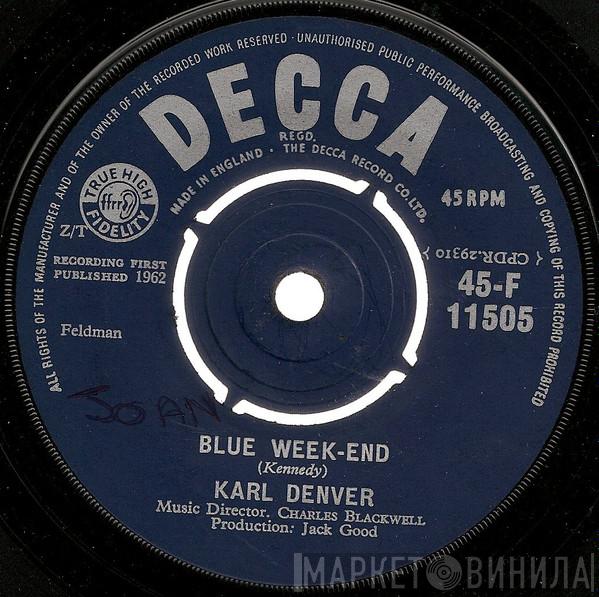 ALL RIGHTS OF THE MANUFACTURER AND OF THE OWNER OF THE RECORDED WORK RESERVED · UNAUTHORISED PUBLIC PERFORMANCE BROADCASTING AND COPYING OF THIS RECORD PROHIBITED
DECCA
REGD.
MADE IN ENGLAND · THE DECCA RECORD CO., LTD.
TRUE HIGH
ffrr
FIDELITY
Z/T
45 RPM
RECORDING FIRST
PUBLISHED 1962
(CPDR.29310)
45-F
11505
Feldman
JOAN
BLUE WEEK-END
(Kennedy)
KARL DENVER
Music Director. CHARLES BLACKWELL
Production: Jack Good
МАРКЕТ ВИНИЛА